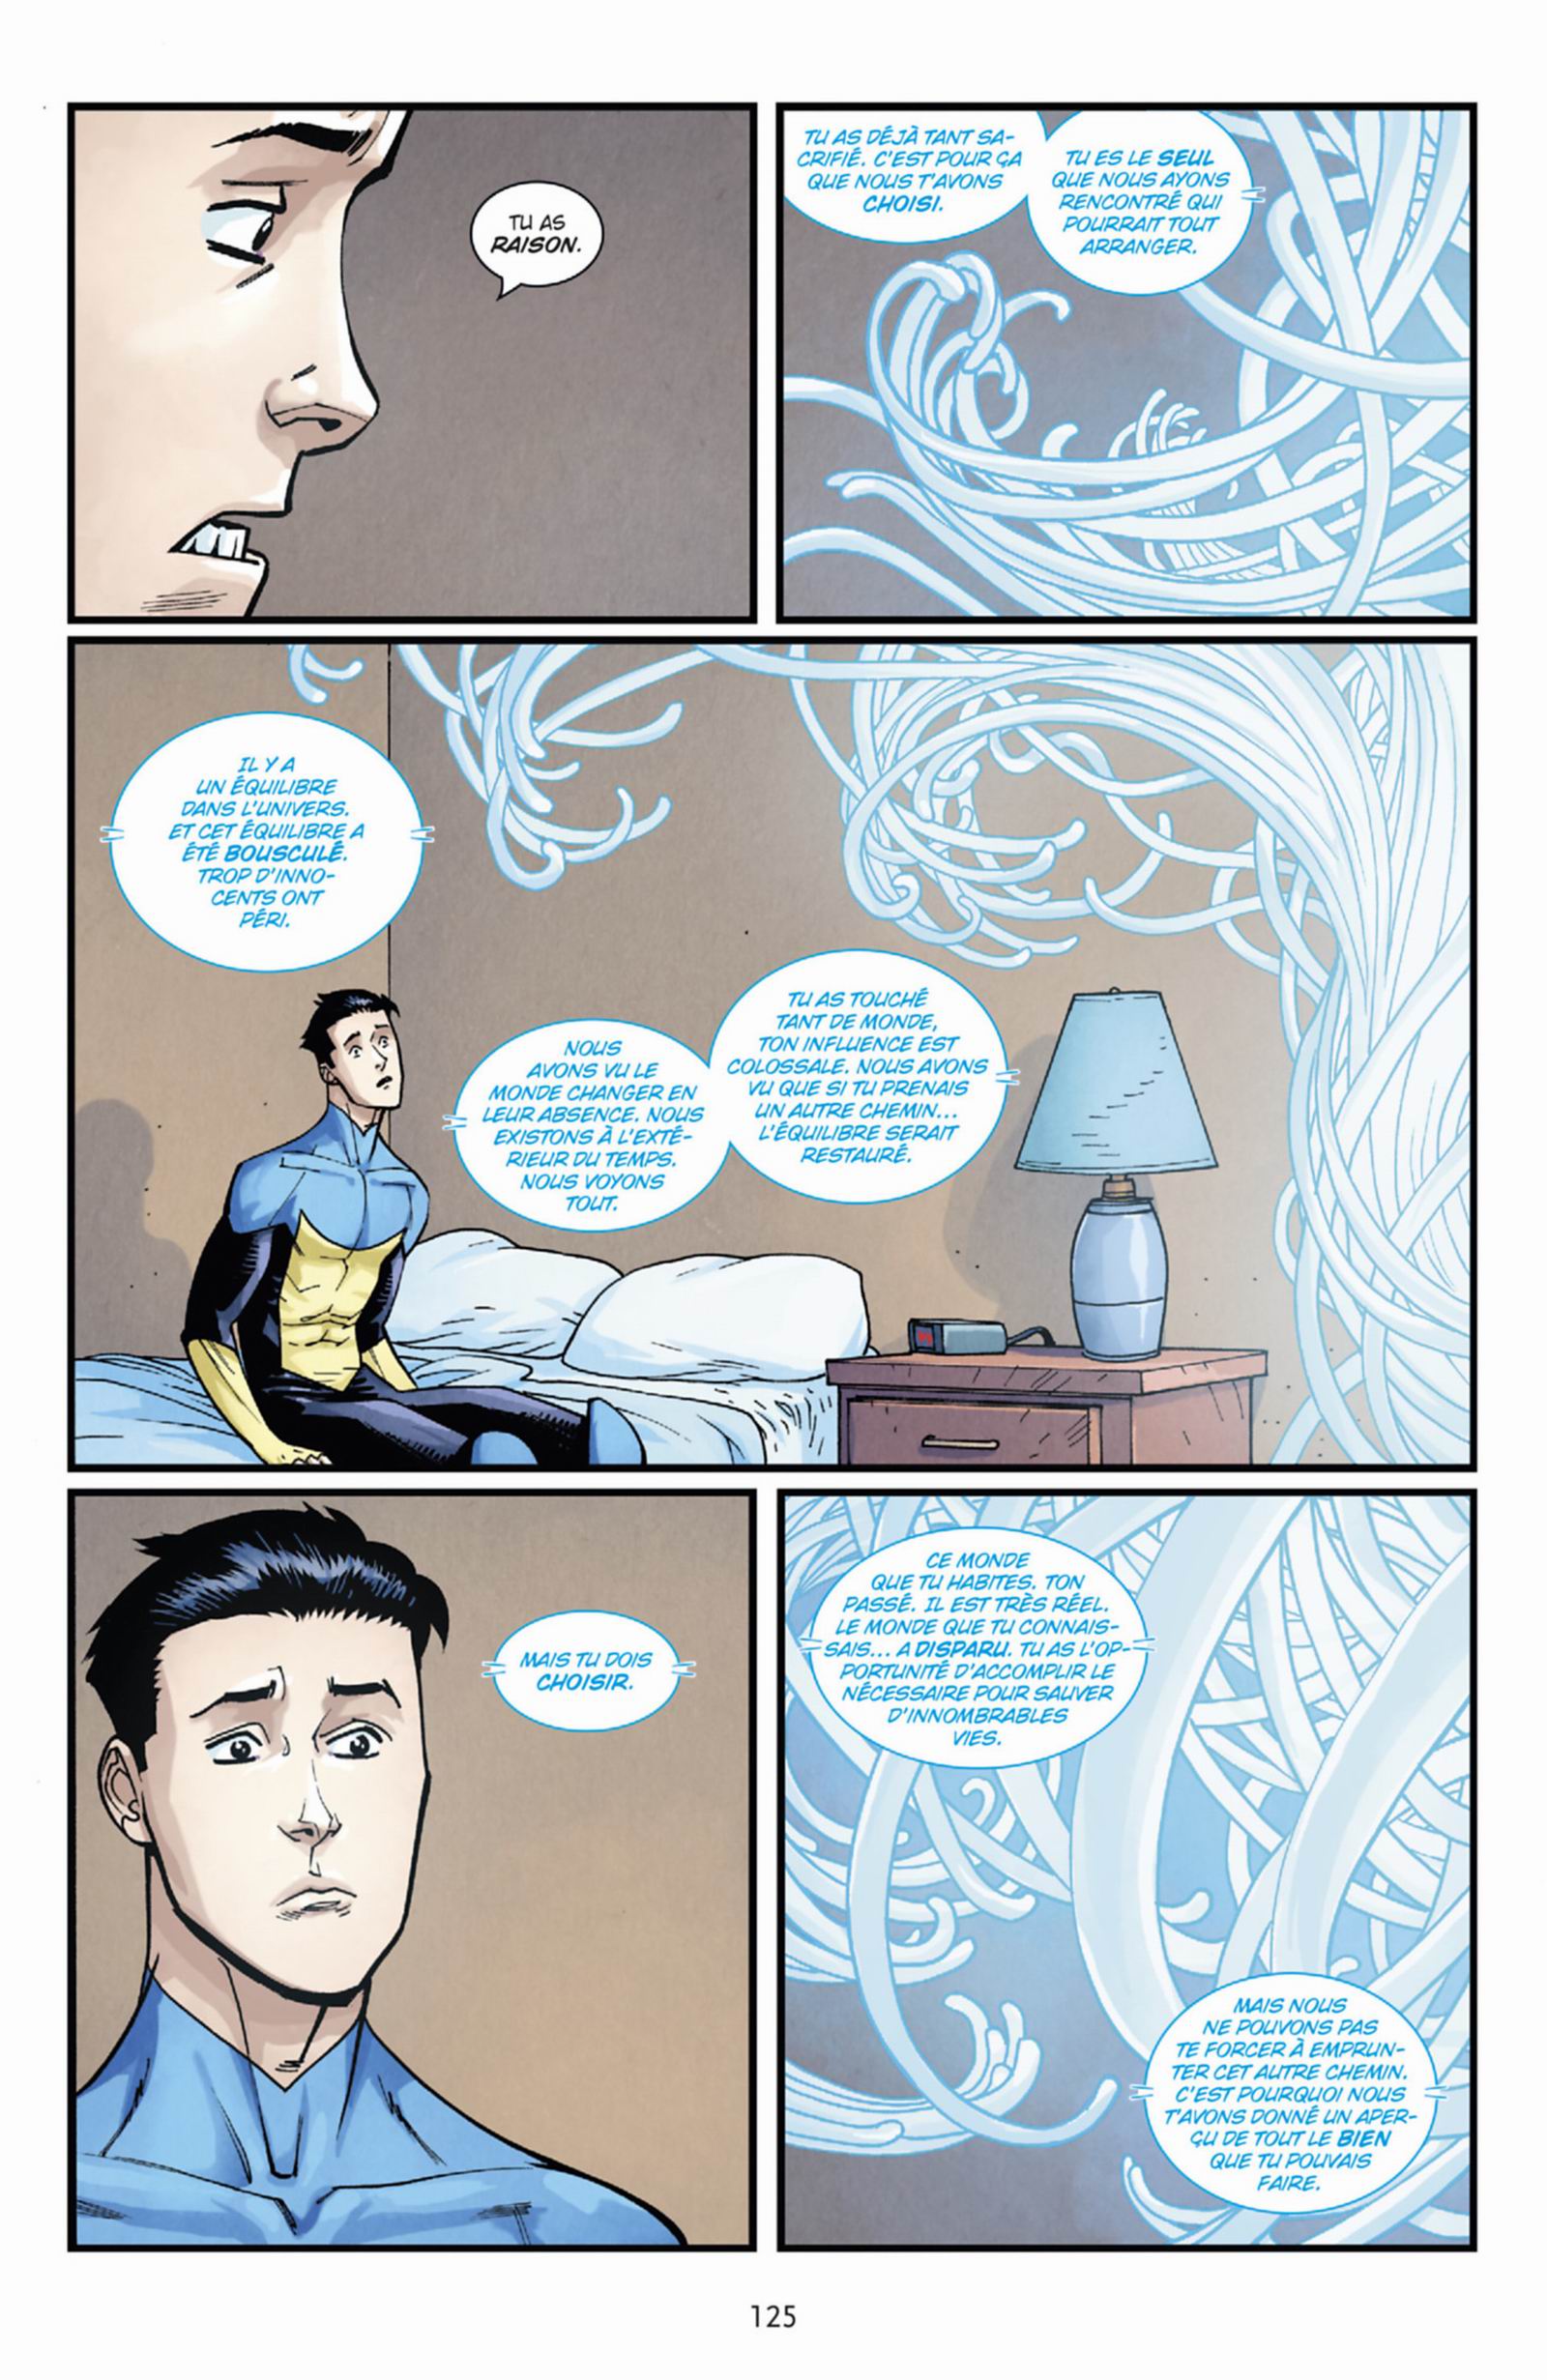 TU AS
RAISON.
TU AS DÉJÀ TANT SA-
CRIFIÉ. C'EST POUR ÇA
QUE NOUS T'AVONS
CHOISI.
TU ES LE SEUL
QUE NOUS AYONS
RENCONTRÉ QUI
POURRAIT TOUT
ARRANGER.
IL Y A
UN ÉQUILIBRE
DANS L'UNIVERS.
ET CET ÉQUILIBRE A
ÉTÉ BOUSCULÉ.
TROP D'INNO-
CENTS ONT
PÉRI.
NOUS
AVONS VU LE
MONDE CHANGER EN
LEUR ABSENCE. NOUS
EXISTONS À L'EXTÉ-
RIEUR DU TEMPS.
NOUS VOYONS
TOUT.
TU AS TOUCHÉ
TANT DE MONDE,
TON INFLUENCE EST
COLOSSALE. NOUS AVONS
VU QUE SI TU PRENAIS
UN AUTRE CHEMIN...
L'ÉQUILIBRE SERAIT
RESTAURÉ.
MAIS TU DOIS
CHOISIR.
CE MONDE
QUE TU HABITES. TON
PASSÉ. IL EST TRÈS RÉEL.
LE MONDE QUE TU CONNAIS-
SAIS... A DISPARU. TU AS L'OP-
PORTUNITÉ D'ACCOMPLIR LE
NÉCESSAIRE POUR SAUVER
D'INNOMBRABLES
VIES.
MAIS NOUS
NE POUVONS PAS
TE FORCER À EMPRUN-
TER CET AUTRE CHEMIN.
C'EST POURQUOI NOUS
T'AVONS DONNÉ UN APER-
ÇU DE TOUT LE BIEN
QUE TU POUVAIS
FAIRE.
125